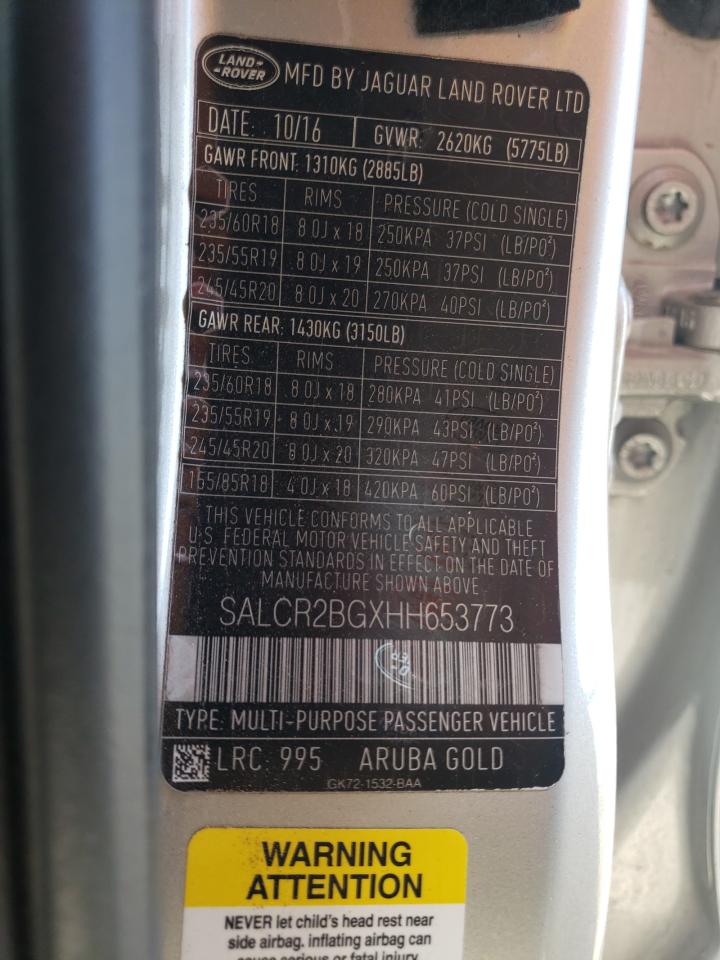 LAND ROVER MFD BY JAGUAR LAND ROVER LTD
DATE: 10/16 GVWR: 2620KG (5775LB)
GAWR FRONT: 1310KG (2885LB)
TIRES RIMS PRESSURE (COLD SINGLE)
235/60R18 8.0J x 18 250KPA 37PSI (LB/PO²)
235/55R19 8.0J x 19 250KPA 37PSI (LB/PO²)
245/45R20 8.0J x 20 270KPA 40PSI (LB/PO²)
GAWR REAR: 1430KG (3150LB)
TIRES RIMS PRESSURE (COLD SINGLE)
235/60R18 8.0J x 18 280KPA 41PSI (LB/PO²)
235/55R19 8.0J x 19 290KPA 43PSI (LB/PO²)
245/45R20 8.0J x 20 320KPA 47PSI (LB/PO²)
155/85R18 4.0J x 18 420KPA 60PSI (LB/PO²)
THIS VEHICLE CONFORMS TO ALL APPLICABLE
U.S. FEDERAL MOTOR VEHICLE SAFETY AND THEFT
PREVENTION STANDARDS IN EFFECT ON THE DATE OF
MANUFACTURE SHOWN ABOVE
SALCR2BGXHH653773
TYPE: MULTI-PURPOSE PASSENGER VEHICLE
LRC: 995 ARUBA GOLD
GK72-1532-BAA
WARNING
ATTENTION
NEVER let child's head rest near
side airbag, inflating airbag can
cause serious or fatal injury.